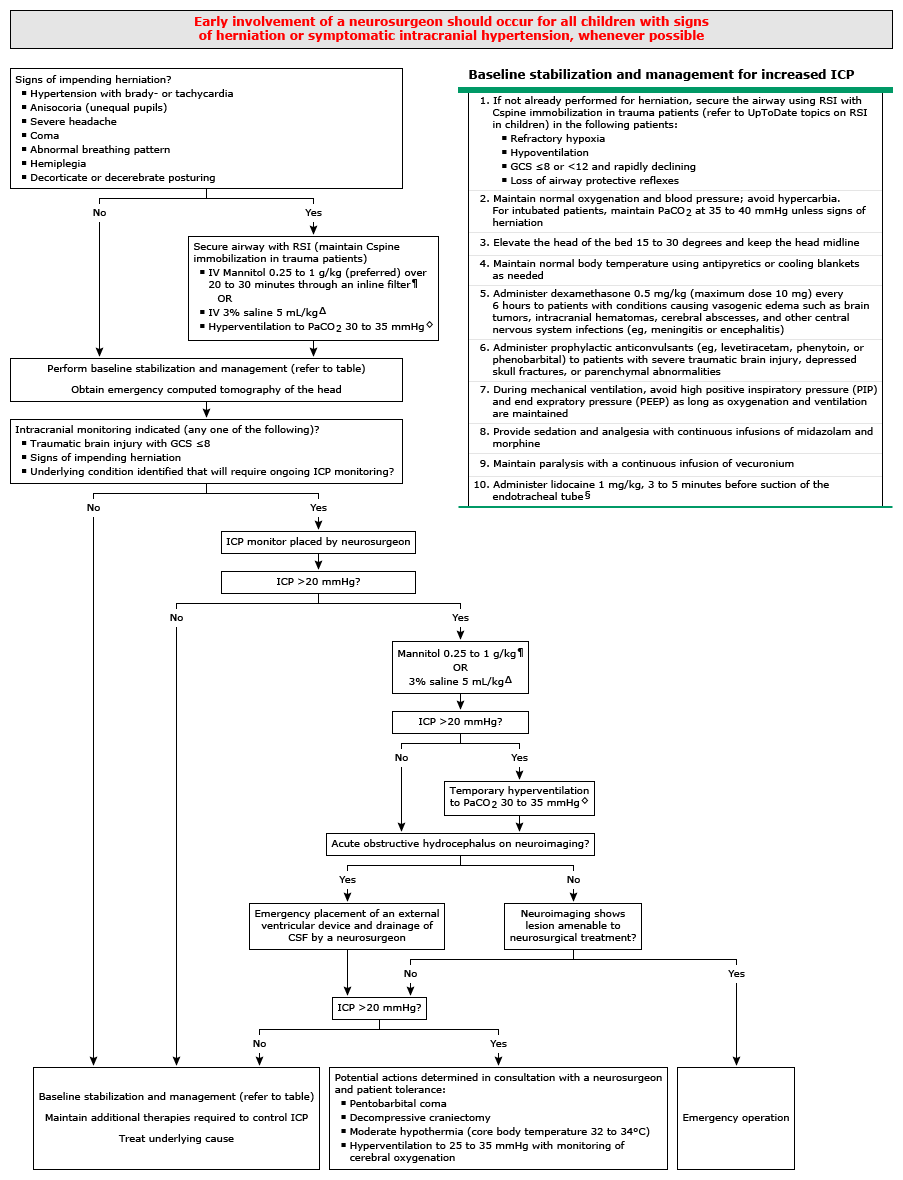 Early involvement of a neurosurgeon should occur for all children with signs
of herniation or symptomatic intracranial hypertension, whenever possible
Signs of impending herniation?
▪ Hypertension with brady- or tachycardia
▪ Anisocoria (unequal pupils)
▪ Severe headache
▪ Coma
▪ Abnormal breathing pattern
▪ Hemiplegia
▪ Decorticate or decerebrate posturing
No
Yes
Secure airway with RSI (maintain Cspine
immobilization in trauma patients)
▪ IV Mannitol 0.25 to 1 g/kg (preferred) over
20 to 30 minutes through an inline filter¶
OR
▪ IV 3% saline 5 mL/kgΔ
▪ Hyperventilation to PaCO2 30 to 35 mmHg◇
Perform baseline stabilization and management (refer to table)
Obtain emergency computed tomography of the head
Intracranial monitoring indicated (any one of the following)?
▪ Traumatic brain injury with GCS ≤8
▪ Signs of impending herniation
▪ Underlying condition identified that will require ongoing ICP monitoring?
Baseline stabilization and management for increased ICP
1. If not already performed for herniation, secure the airway using RSI with
Cspine immobilization in trauma patients (refer to UpToDate topics on RSI
in children) in the following patients:
▪ Refractory hypoxia
▪ Hypoventilation
▪ GCS ≤8 or <12 and rapidly declining
▪ Loss of airway protective reflexes
2. Maintain normal oxygenation and blood pressure; avoid hypercarbia.
For intubated patients, maintain PaCO2 at 35 to 40 mmHg unless signs of
herniation
3. Elevate the head of the bed 15 to 30 degrees and keep the head midline
4. Maintain normal body temperature using antipyretics or cooling blankets
as needed
5. Administer dexamethasone 0.5 mg/kg (maximum dose 10 mg) every
6 hours to patients with conditions causing vasogenic edema such as brain
tumors, intracranial hematomas, cerebral abscesses, and other central
nervous system infections (eg, meningitis or encephalitis)
6. Administer prophylactic anticonvulsants (eg, levetiracetam, phenytoin, or
phenobarbital) to patients with severe traumatic brain injury, depressed
skull fractures, or parenchymal abnormalities
7. During mechanical ventilation, avoid high positive inspiratory pressure (PIP)
and end expratory pressure (PEEP) as long as oxygenation and ventilation
are maintained
8. Provide sedation and analgesia with continuous infusions of midazolam and
morphine
9. Maintain paralysis with a continuous infusion of vecuronium
10. Administer lidocaine 1 mg/kg, 3 to 5 minutes before suction of the
endotracheal tube§
No
Yes
ICP monitor placed by neurosurgeon
ICP >20 mmHg?
No
Yes
Mannitol 0.25 to 1 g/kg¶
OR
3% saline 5 mL/kgΔ
ICP >20 mmHg?
No
Yes
Temporary hyperventilation
to PaCO2 30 to 35 mmHg◇
Acute obstructive hydrocephalus on neuroimaging?
Yes
No
Emergency placement of an external
ventricular device and drainage of
CSF by a neurosurgeon
Neuroimaging shows
lesion amenable to
neurosurgical treatment?
No
Yes
ICP >20 mmHg?
No
Yes
Baseline stabilization and management (refer to table)
Maintain additional therapies required to control ICP
Treat underlying cause
Potential actions determined in consultation with a neurosurgeon
and patient tolerance:
▪ Pentobarbital coma
▪ Decompressive craniectomy
▪ Moderate hypothermia (core body temperature 32 to 34ºC)
▪ Hyperventilation to 25 to 35 mmHg with monitoring of
cerebral oxygenation
Emergency operation